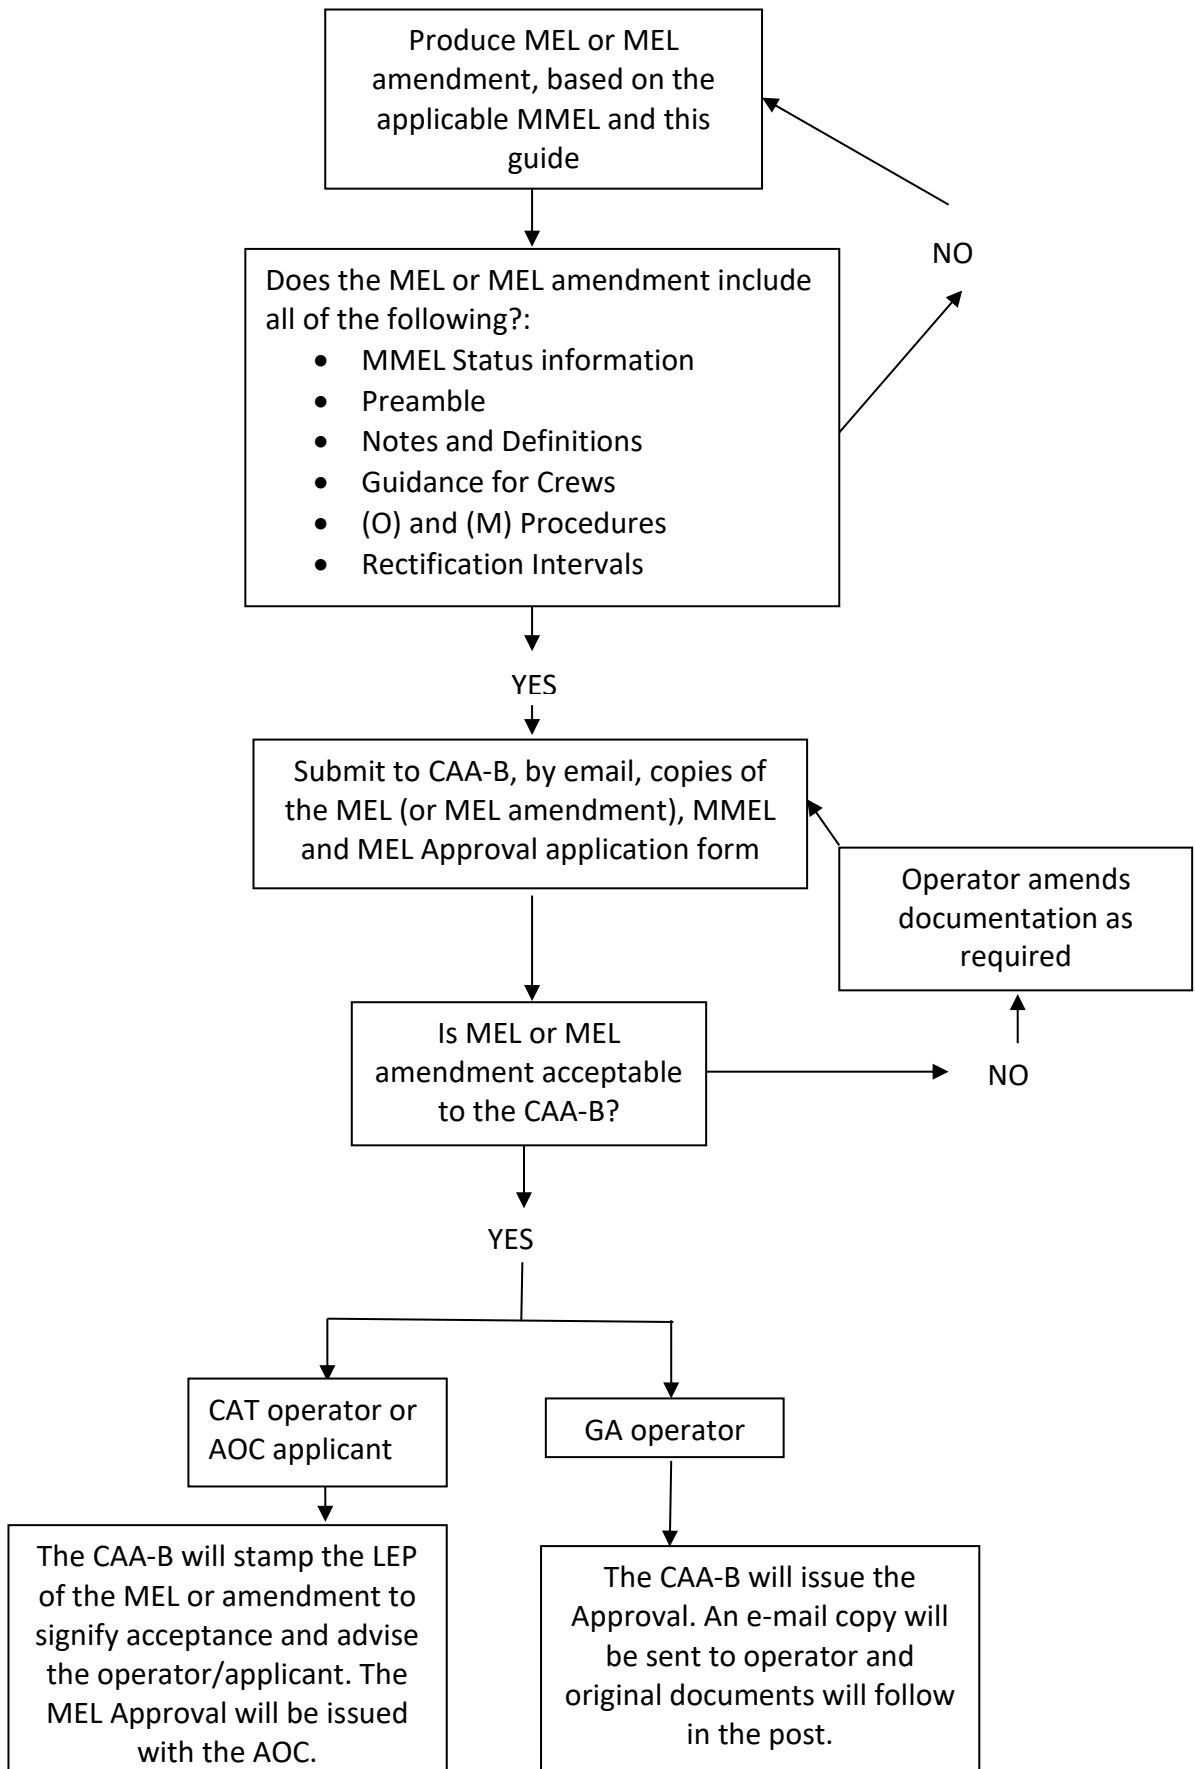 Produce MEL or MEL
amendment, based on the
applicable MMEL and this
guide
NO
Does the MEL or MEL amendment include
all of the following?:
• MMEL Status information
• Preamble
• Notes and Definitions
• Guidance for Crews
• (O) and (M) Procedures
• Rectification Intervals
YES
Submit to CAA-B, by email, copies of
the MEL (or MEL amendment), MMEL
and MEL Approval application form
Operator amends
documentation as
required
Is MEL or MEL
amendment acceptable
to the CAA-B?
NO
YES
CAT operator or
AOC applicant
GA operator
The CAA-B will stamp the LEP
of the MEL or amendment to
signify acceptance and advise
the operator/applicant. The
MEL Approval will be issued
with the AOC.
The CAA-B will issue the
Approval. An e-mail copy will
be sent to operator and
original documents will follow
in the post.